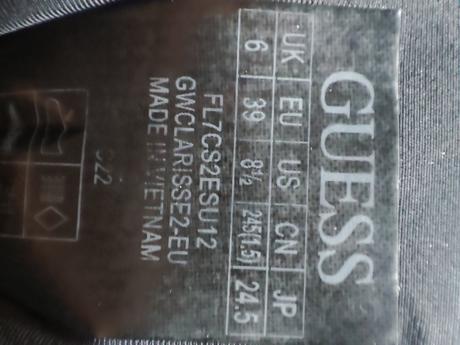 GUESS
UK EU US CN JP
6 39 8½ 245(1.5) 24.5
FL7CS2ESU12
GWCLARISSE2-EU
MADE IN VIETNAM